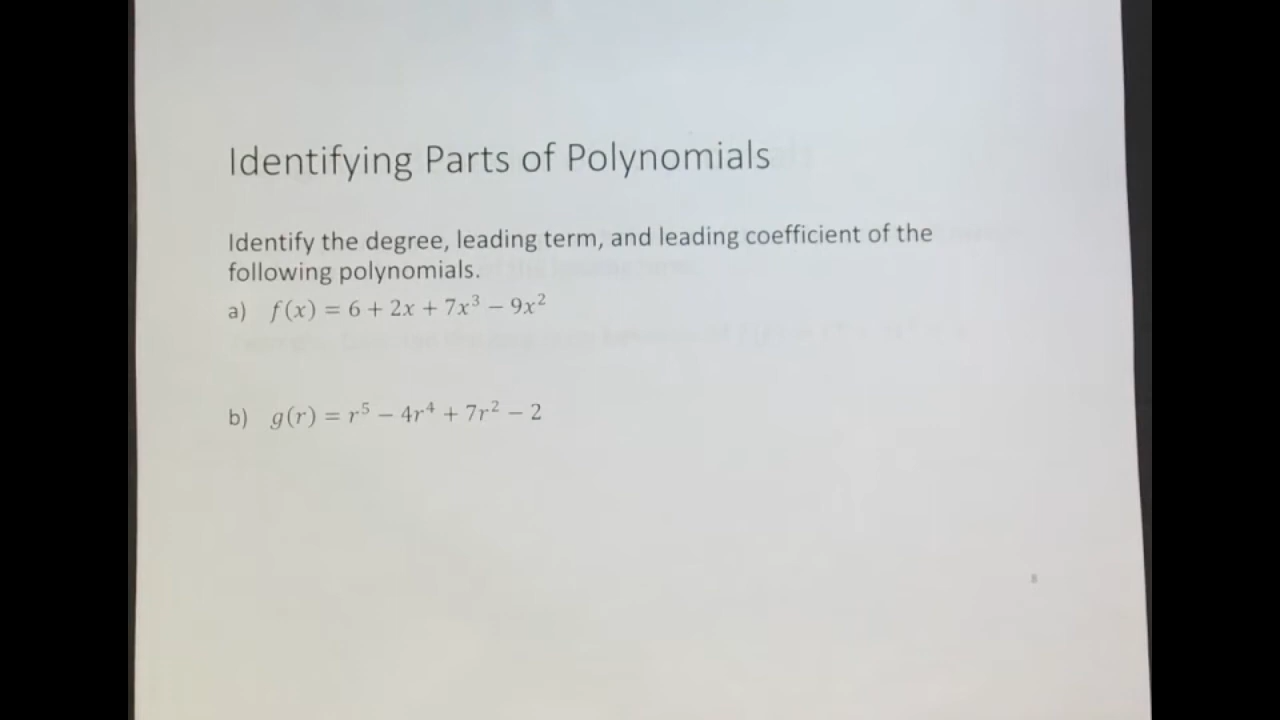 Identifying Parts of Polynomials
Identify the degree, leading term, and leading coefficient of the
following polynomials.
a) f(x) = 6 + 2x + 7x³ − 9x²
b) g(r) = r⁵ − 4r⁴ + 7r² − 2
8